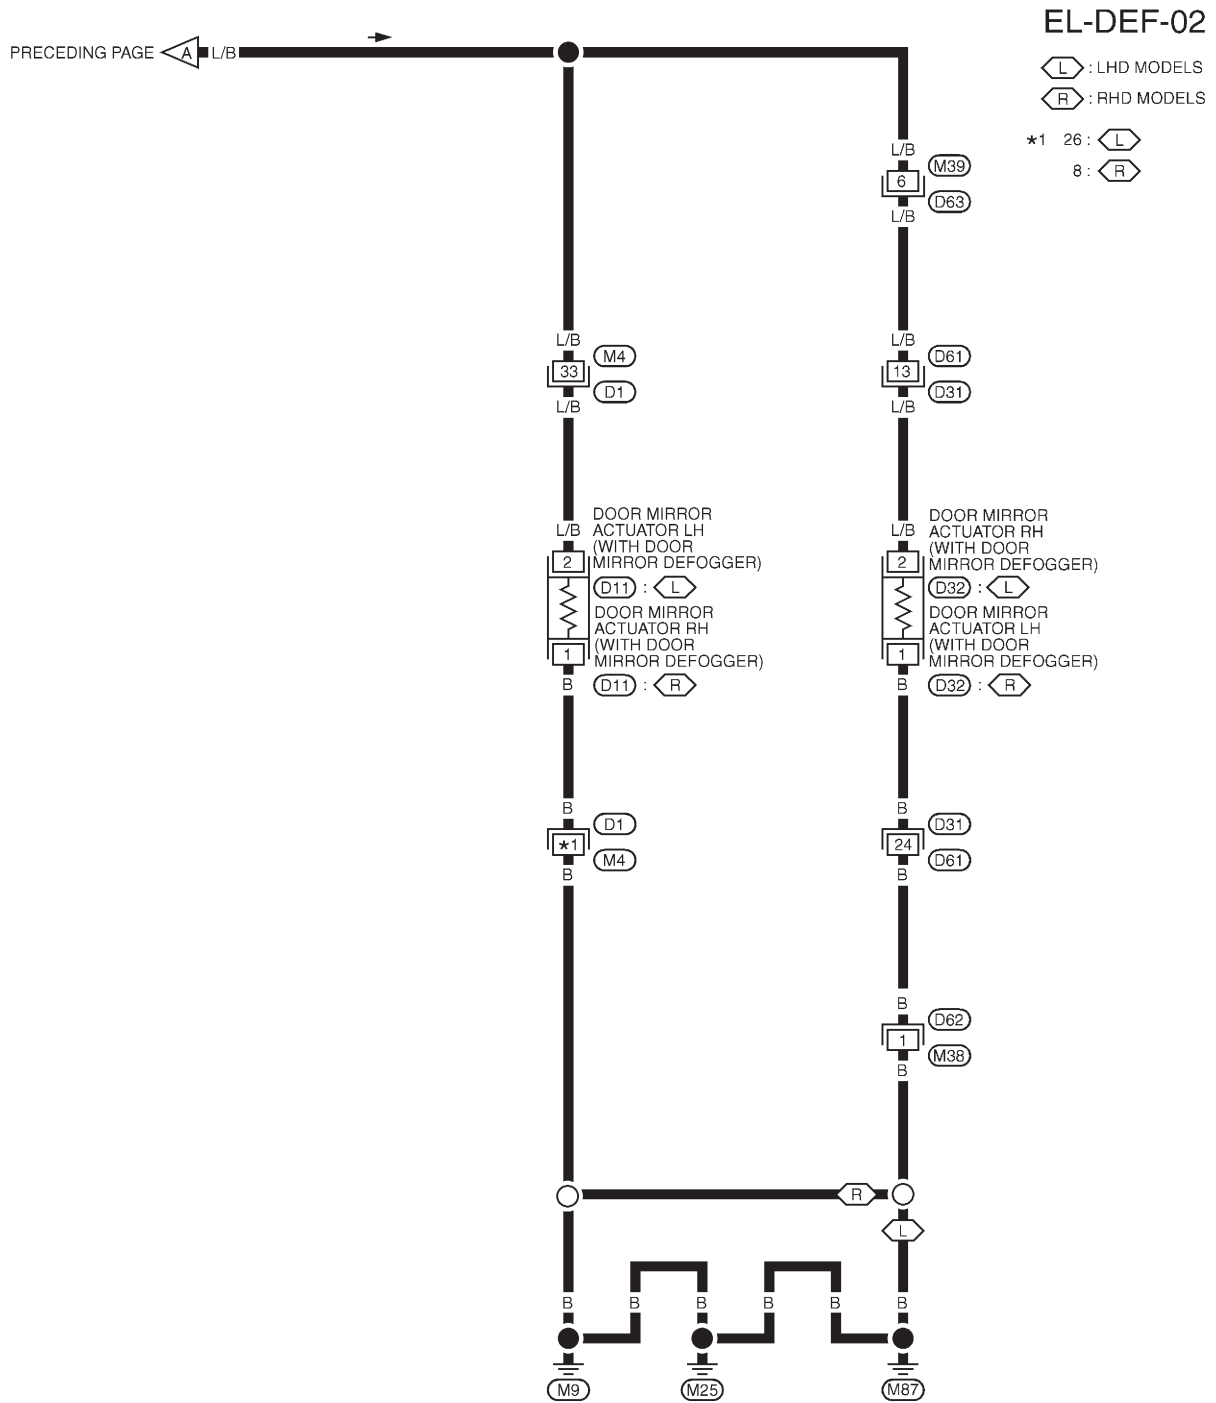 EL-DEF-02
PRECEDING PAGE A L/B
L : LHD MODELS
R : RHD MODELS
*1 26 : L
8 : R
L/B
6
M39
D63
L/B
L/B
33
M4
D1
L/B
L/B
13
D61
D31
L/B
L/B
2
DOOR MIRROR
ACTUATOR LH
(WITH DOOR
MIRROR DEFOGGER)
D11 : L
DOOR MIRROR
ACTUATOR RH
(WITH DOOR
MIRROR DEFOGGER)
D11 : R
1
B
L/B
2
DOOR MIRROR
ACTUATOR RH
(WITH DOOR
MIRROR DEFOGGER)
D32 : L
DOOR MIRROR
ACTUATOR LH
(WITH DOOR
MIRROR DEFOGGER)
D32 : R
1
B
B
*1
D1
M4
B
B
24
D31
D61
B
B
1
D62
M38
B
R
L
B B B B B B
M9 M25 M87